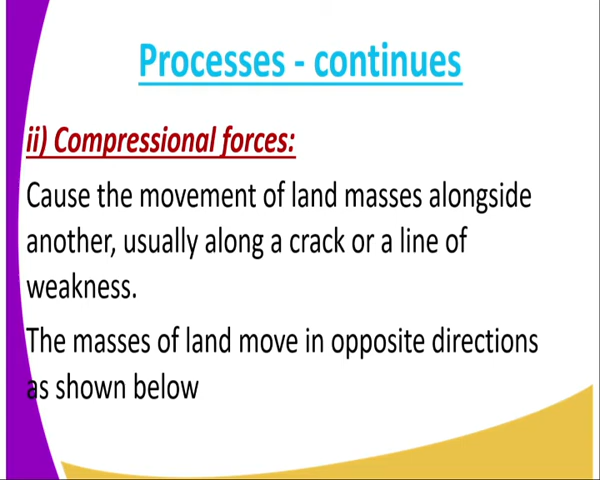 Processes - continues
ii) Compressional forces:
Cause the movement of land masses alongside
another, usually along a crack or a line of
weakness.
The masses of land move in opposite directions
as shown below